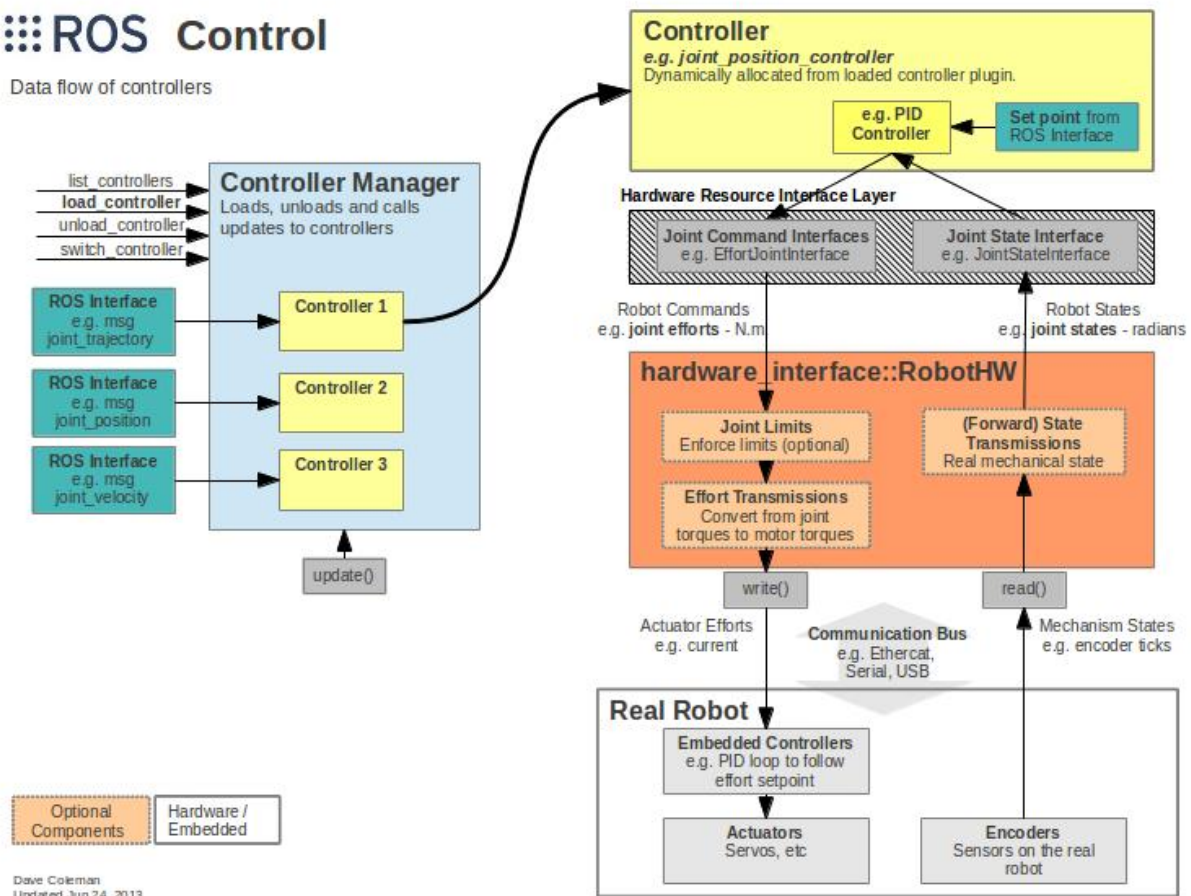 ROS Control
Data flow of controllers
list_controllers
load_controller
unload_controller
switch_controller
Controller Manager
Loads, unloads and calls
updates to controllers
ROS Interface
e.g. msg
joint_trajectory
Controller 1
ROS Interface
e.g. msg
joint_position
Controller 2
ROS Interface
e.g. msg
joint_velocity
Controller 3
update()
Controller
e.g. joint_position_controller
Dynamically allocated from loaded controller plugin.
e.g. PID
Controller
Set point from
ROS Interface
Hardware Resource Interface Layer
Joint Command Interfaces
e.g. EffortJointInterface
Joint State Interface
e.g. JointStateInterface
Robot Commands
e.g. joint efforts - N.m
Robot States
e.g. joint states - radians
hardware_interface::RobotHW
Joint Limits
Enforce limits (optional)
(Forward) State
Transmissions
Real mechanical state
Effort Transmissions
Convert from joint
torques to motor torques
write()
read()
Actuator Efforts
e.g. current
Communication Bus
e.g. Ethercat,
Serial, USB
Mechanism States
e.g. encoder ticks
Real Robot
Embedded Controllers
e.g. PID loop to follow
effort setpoint
Actuators
Servos, etc
Encoders
Sensors on the real
robot
Optional
Components
Hardware /
Embedded
Dave Coleman
Updated Jun 24, 2013